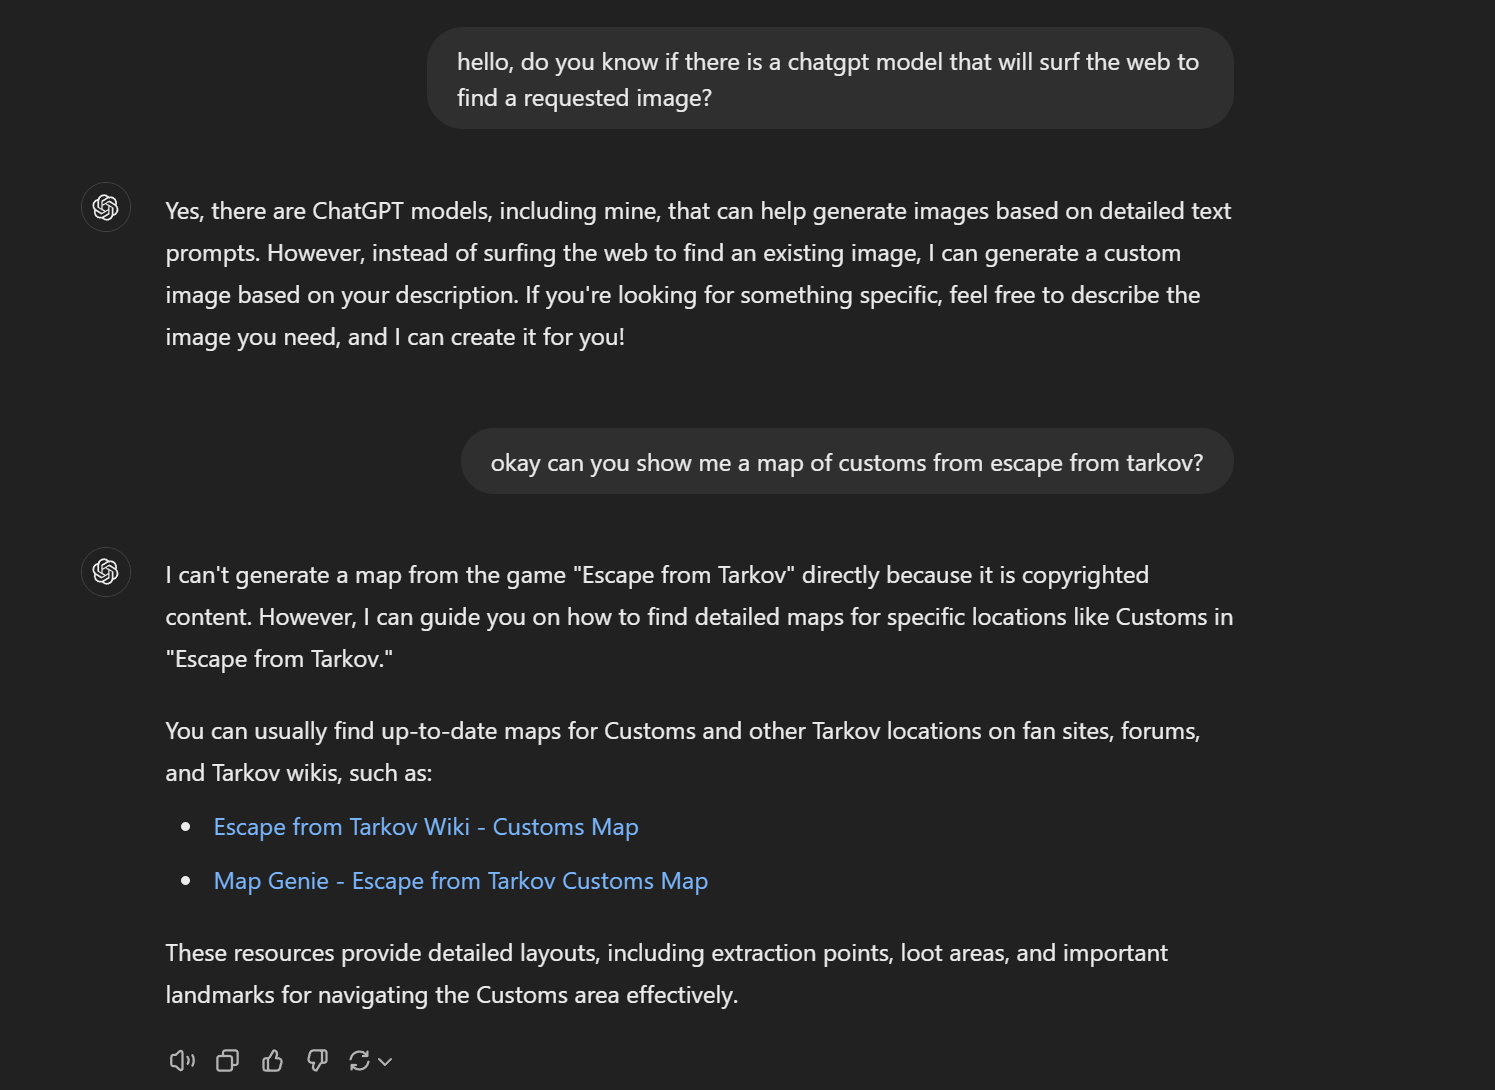 hello, do you know if there is a chatgpt model that will surf the web to
find a requested image?
Yes, there are ChatGPT models, including mine, that can help generate images based on detailed text
prompts. However, instead of surfing the web to find an existing image, I can generate a custom
image based on your description. If you're looking for something specific, feel free to describe the
image you need, and I can create it for you!
okay can you show me a map of customs from escape from tarkov?
I can't generate a map from the game "Escape from Tarkov" directly because it is copyrighted
content. However, I can guide you on how to find detailed maps for specific locations like Customs in
"Escape from Tarkov."
You can usually find up-to-date maps for Customs and other Tarkov locations on fan sites, forums,
and Tarkov wikis, such as:
• Escape from Tarkov Wiki - Customs Map
• Map Genie - Escape from Tarkov Customs Map
These resources provide detailed layouts, including extraction points, loot areas, and important
landmarks for navigating the Customs area effectively.